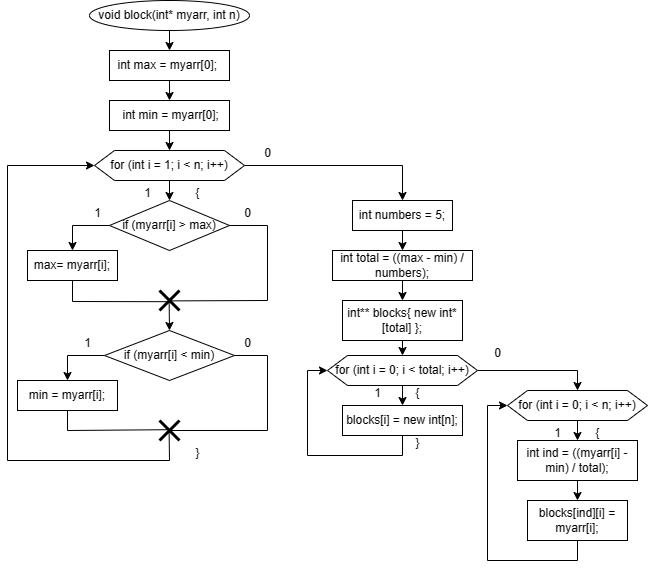 void block(int* myarr, int n)
int max = myarr[0];
int min = myarr[0];
for (int i = 1; i < n; i++)
0
1
{
if (myarr[i] > max)
1
0
max= myarr[i];
if (myarr[i] < min)
1
0
min = myarr[i];
}
int numbers = 5;
int total = ((max - min) /
numbers);
int** blocks{ new int*
[total] };
for (int i = 0; i < total; i++)
0
1
{
blocks[i] = new int[n];
}
for (int i = 0; i < n; i++)
1
{
int ind = ((myarr[i] -
min) / total);
blocks[ind][i] =
myarr[i];